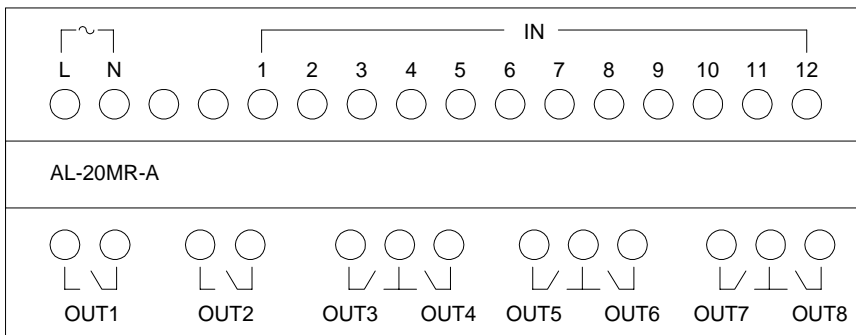 IN
L N 1 2 3 4 5 6 7 8 9 10 11 12
AL-20MR-A
OUT1 OUT2 OUT3 OUT4 OUT5 OUT6 OUT7 OUT8